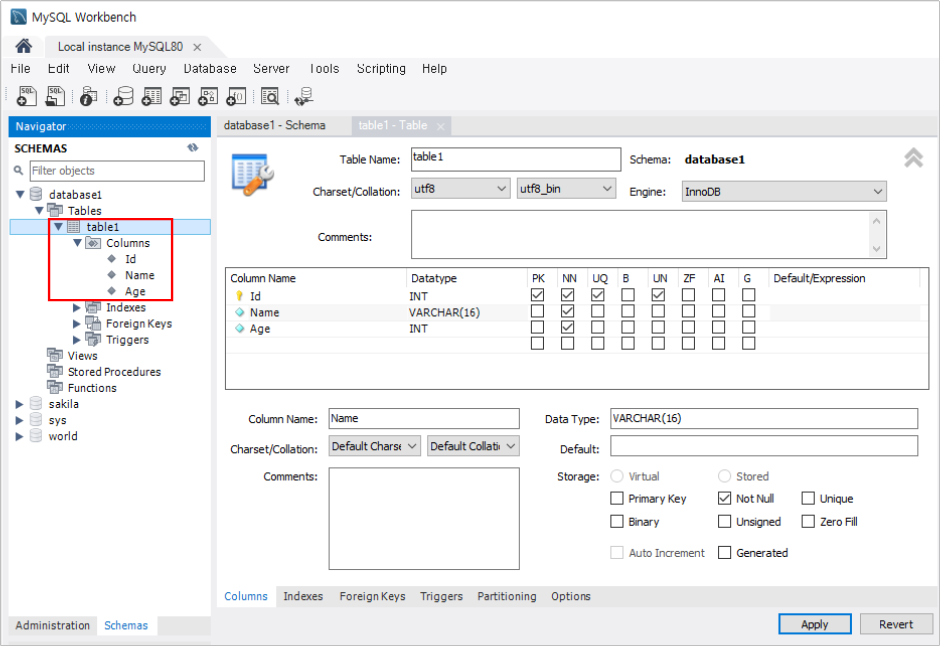 MySQL Workbench
Local instance MySQL80 ×
File Edit View Query Database Server Tools Scripting Help
Navigator
database1 - Schema table1 - Table ×
SCHEMAS
Filter objects
database1
Tables
table1
Columns
Id
Name
Age
Indexes
Foreign Keys
Triggers
Views
Stored Procedures
Functions
sakila
sys
world
Administration Schemas
Table Name: table1 Schema: database1
Charset/Collation: utf8 utf8_bin Engine: InnoDB
Comments:
Column Name Datatype PK NN UQ B UN ZF AI G Default/Expression
Id INT
Name VARCHAR(16)
Age INT
Column Name: Name Data Type: VARCHAR(16)
Charset/Collation: Default Charse Default Collatio Default:
Comments: Storage: Virtual Stored
Primary Key Not Null Unique
Binary Unsigned Zero Fill
Auto Increment Generated
Columns Indexes Foreign Keys Triggers Partitioning Options
Apply Revert